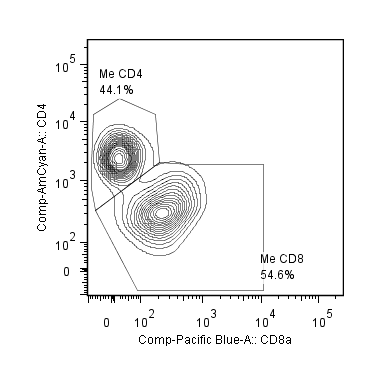 10^5
Me CD4
44.1%
10^4
10^3
10^2
0
Comp-AmCyan-A:: CD4
Me CD8
54.6%
0 10^2 10^3 10^4 10^5
Comp-Pacific Blue-A:: CD8a